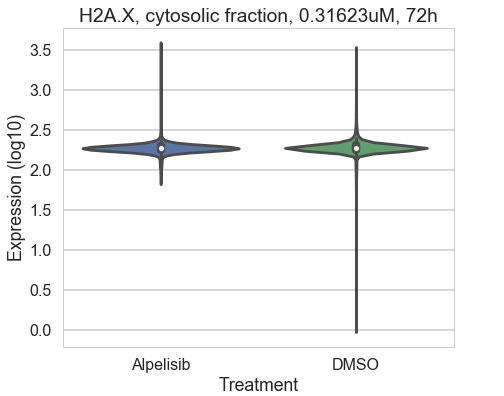 H2A.X, cytosolic fraction, 0.31623uM, 72h
Expression (log10)
3.5
3.0
2.5
2.0
1.5
1.0
0.5
0.0
Alpelisib DMSO
Treatment